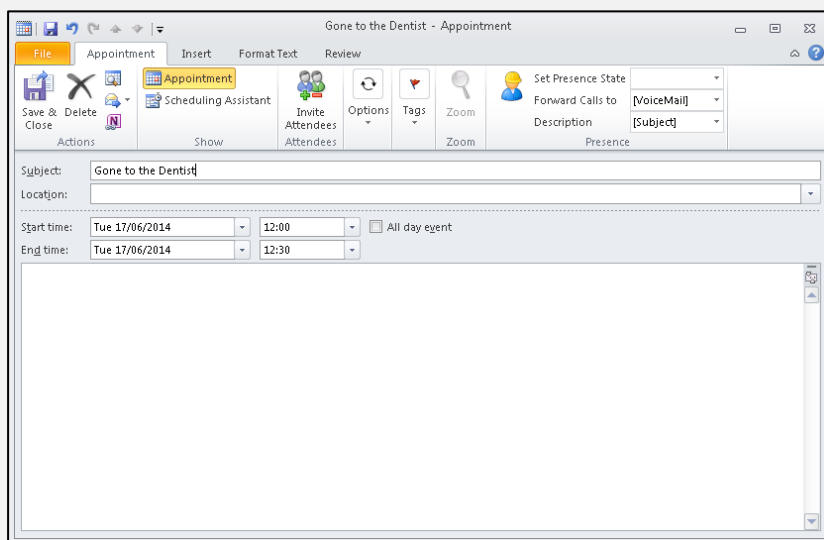 Gone to the Dentist - Appointment
File Appointment Insert Format Text Review
Save & Close
Delete
Actions
Appointment
Scheduling Assistant
Show
Invite Attendees
Attendees
Options
Tags
Zoom
Zoom
Set Presence State
Forward Calls to [VoiceMail]
Description [Subject]
Presence
Subject: Gone to the Dentist
Location:
Start time: Tue 17/06/2014 12:00 All day event
End time: Tue 17/06/2014 12:30